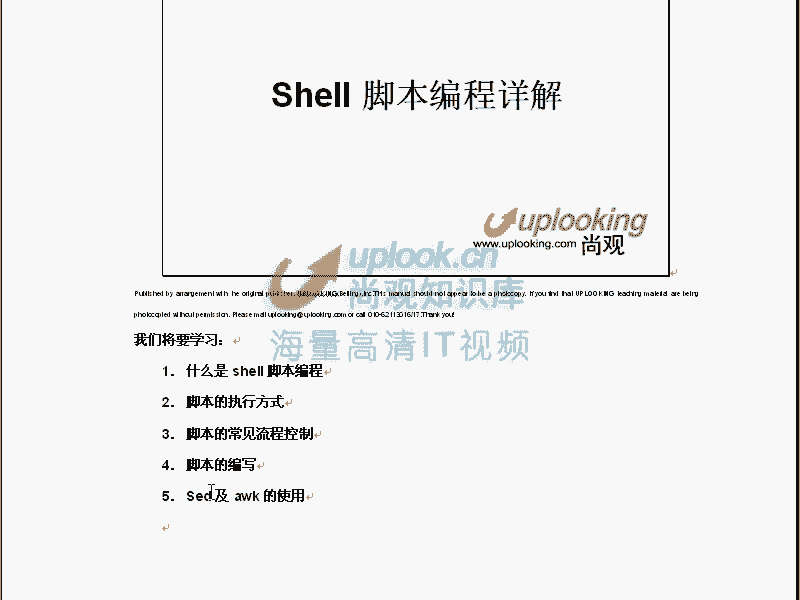 Shell 脚本编程详解
uplooking
www.uplooking.com 尚观
uplook.cn
尚观知识库
海量高清IT视频
Published by arrangement with the original publisher, UPLOOKING Beijing Inc. This manual should not appear to be a photocopy. If you find that UPLOOKING teaching material are being
photocopied without permission. Please mail uplooking@uplooking.com or call Thank you!
我们将要学习：
1. 什么是 shell 脚本编程
2. 脚本的执行方式
3. 脚本的常见流程控制
4. 脚本的编写
5. Sed 及 awk 的使用